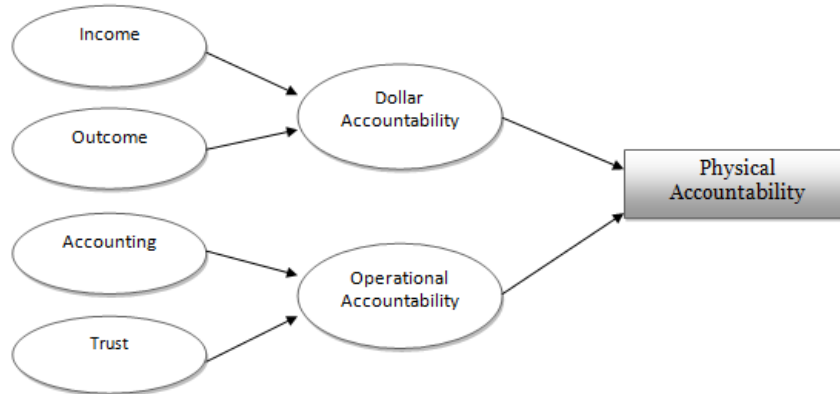 Income
Outcome
Dollar
Accountability
Physical
Accountability
Accounting
Operational
Accountability
Trust